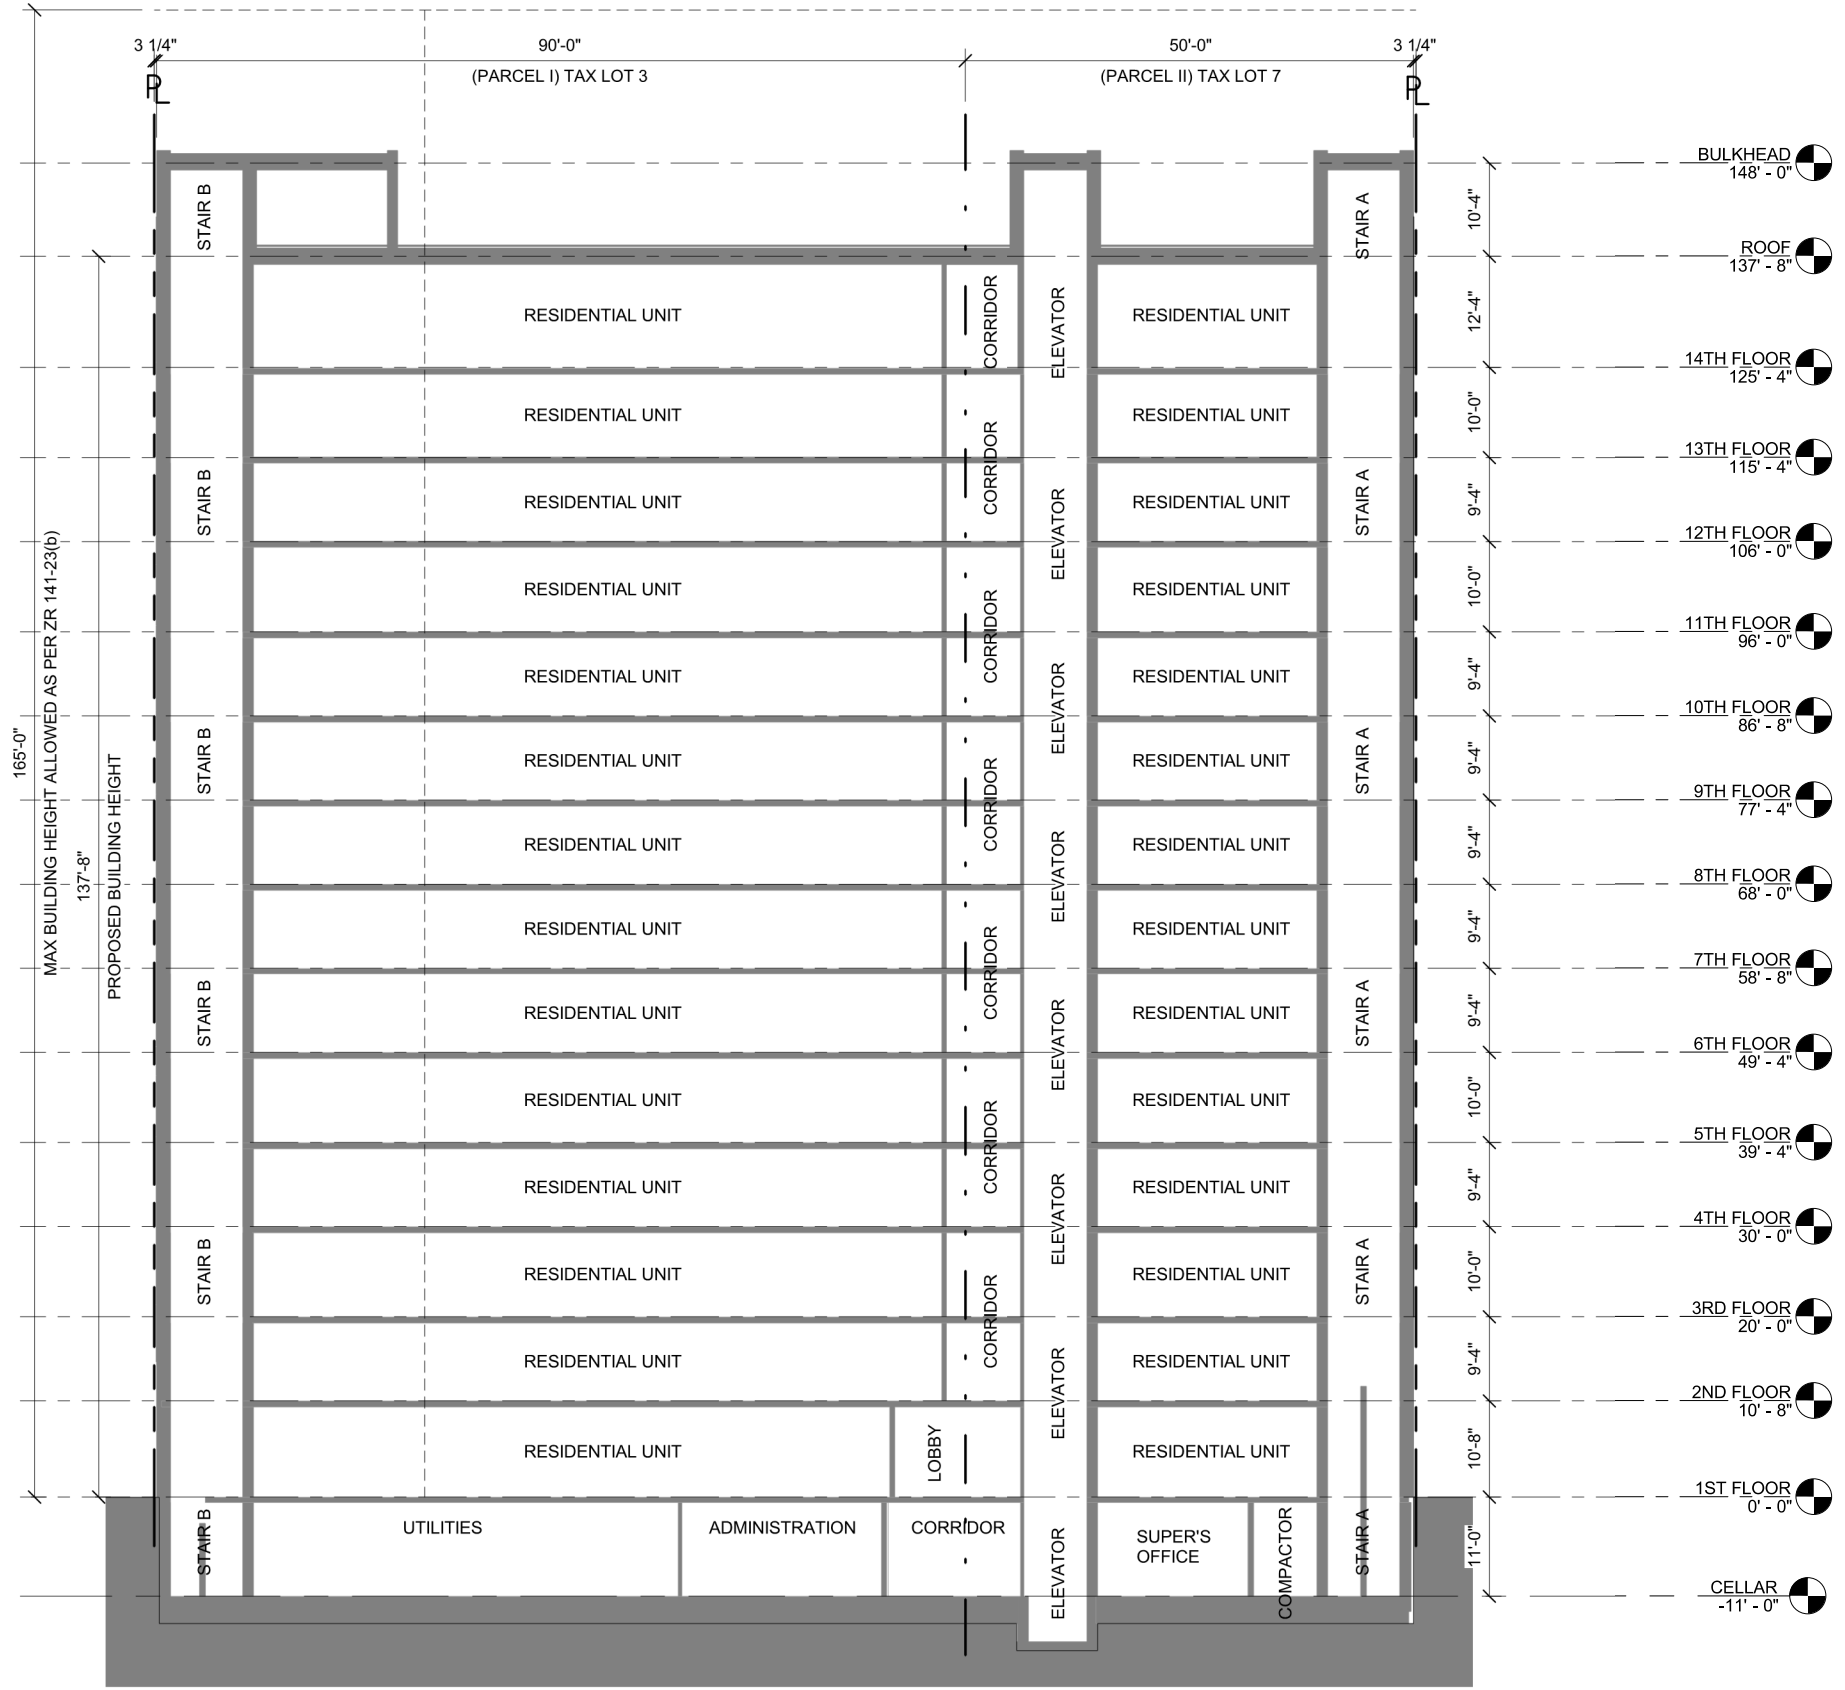 3 1/4"
90'-0"
50'-0"
3 1/4"
(PARCEL I) TAX LOT 3
(PARCEL II) TAX LOT 7
PL
PL
BULKHEAD
148' - 0"
STAIR B
STAIR A
10'-4"
ROOF
137' - 8"
RESIDENTIAL UNIT
CORRIDOR
ELEVATOR
RESIDENTIAL UNIT
12'-4"
14TH FLOOR
125' - 4"
RESIDENTIAL UNIT
RESIDENTIAL UNIT
10'-0"
13TH FLOOR
115' - 4"
STAIR B
RESIDENTIAL UNIT
CORRIDOR
ELEVATOR
RESIDENTIAL UNIT
STAIR A
9'-4"
12TH FLOOR
106' - 0"
RESIDENTIAL UNIT
RESIDENTIAL UNIT
10'-0"
11TH FLOOR
96' - 0"
RESIDENTIAL UNIT
CORRIDOR
ELEVATOR
RESIDENTIAL UNIT
9'-4"
10TH FLOOR
86' - 8"
165'-0"
MAX BUILDING HEIGHT ALLOWED AS PER ZR 141-23(b)
137'-8"
PROPOSED BUILDING HEIGHT
STAIR B
RESIDENTIAL UNIT
RESIDENTIAL UNIT
STAIR A
9'-4"
9TH FLOOR
77' - 4"
RESIDENTIAL UNIT
CORRIDOR
ELEVATOR
RESIDENTIAL UNIT
9'-4"
8TH FLOOR
68' - 0"
RESIDENTIAL UNIT
RESIDENTIAL UNIT
9'-4"
7TH FLOOR
58' - 8"
STAIR B
RESIDENTIAL UNIT
CORRIDOR
ELEVATOR
RESIDENTIAL UNIT
STAIR A
9'-4"
6TH FLOOR
49' - 4"
RESIDENTIAL UNIT
RESIDENTIAL UNIT
10'-0"
5TH FLOOR
39' - 4"
RESIDENTIAL UNIT
CORRIDOR
ELEVATOR
RESIDENTIAL UNIT
9'-4"
4TH FLOOR
30' - 0"
STAIR B
RESIDENTIAL UNIT
RESIDENTIAL UNIT
STAIR A
10'-0"
3RD FLOOR
20' - 0"
RESIDENTIAL UNIT
CORRIDOR
ELEVATOR
RESIDENTIAL UNIT
9'-4"
2ND FLOOR
10' - 8"
RESIDENTIAL UNIT
LOBBY
RESIDENTIAL UNIT
10'-8"
1ST FLOOR
0' - 0"
STAIR B
UTILITIES
ADMINISTRATION
CORRIDOR
ELEVATOR
SUPER'S
OFFICE
COMPACTOR
STAIR A
11'-0"
CELLAR
-11' - 0"